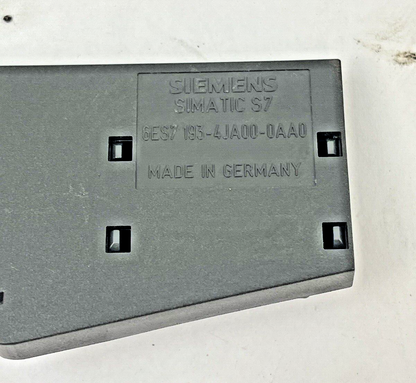 SIEMENS
SIMATIC S7
6ES7 193-4JA00-0AA0
MADE IN GERMANY